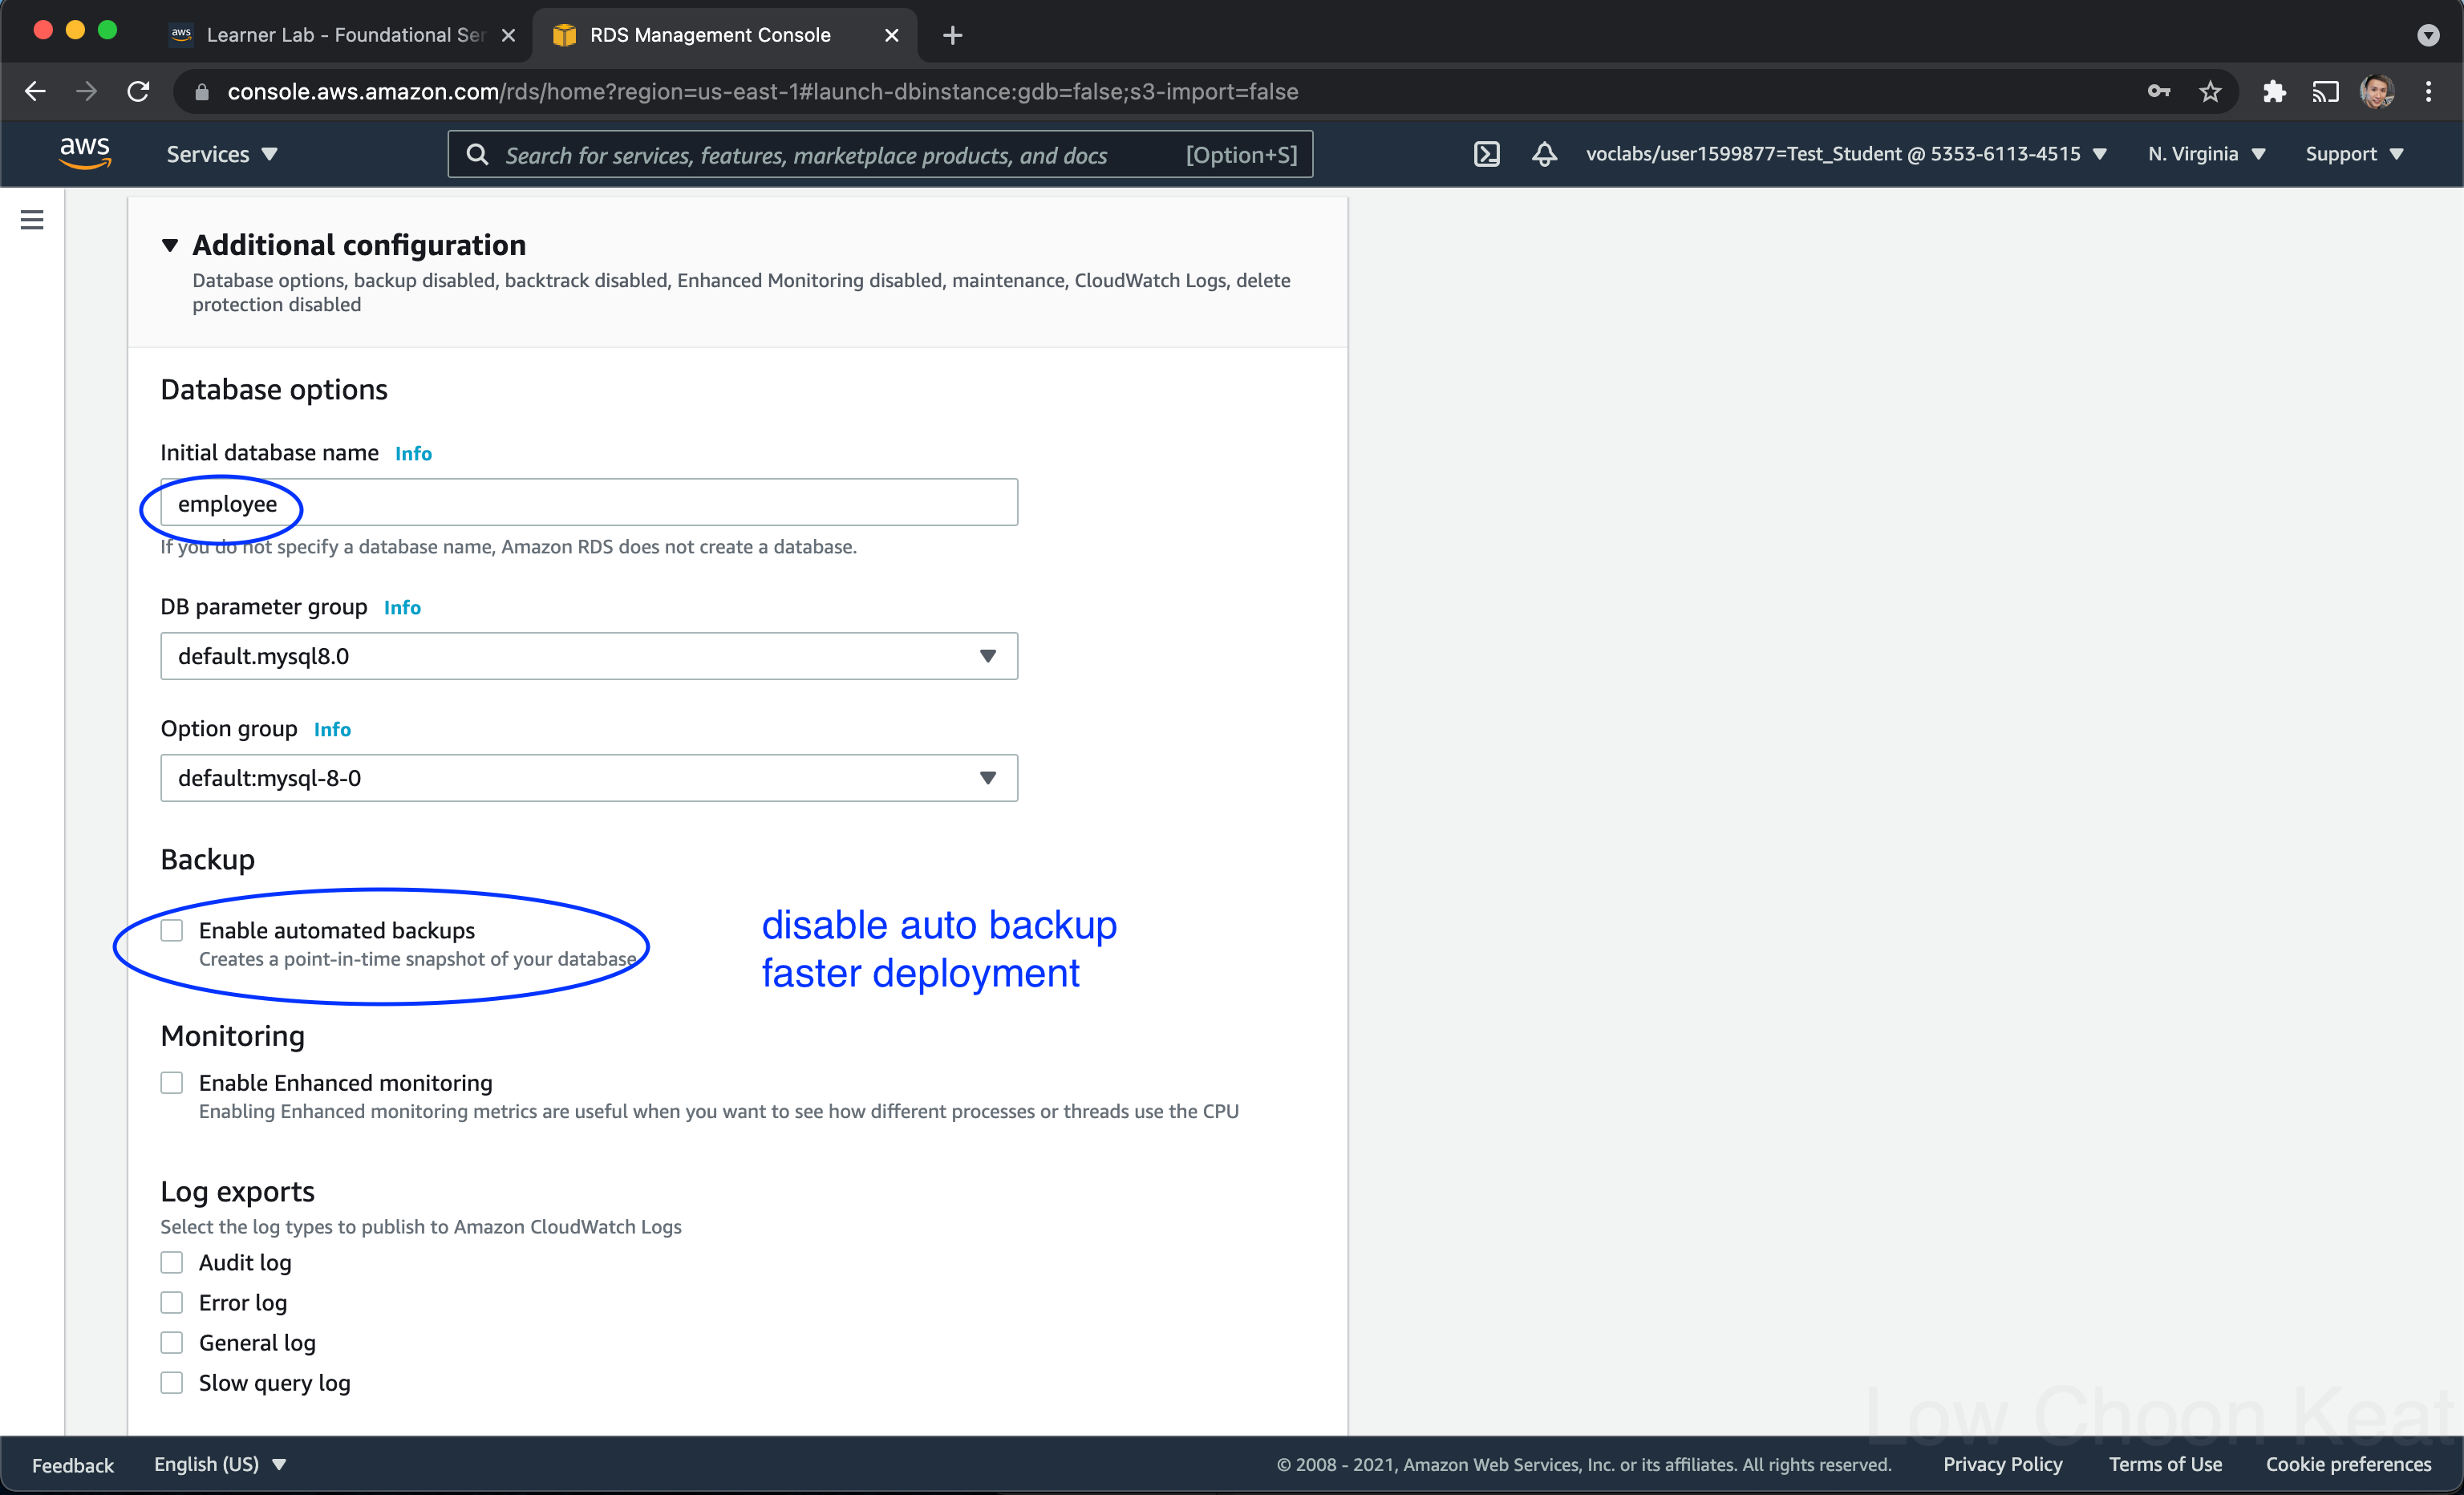 aws Learner Lab - Foundational Ser
RDS Management Console
console.aws.amazon.com/rds/home?region=us-east-1#launch-dbinstance:gdb=false;s3-import=false
aws
Services
Search for services, features, marketplace products, and docs [Option+S]
voclabs/user1599877=Test_Student @ 5353-6113-4515
N. Virginia
Support
Additional configuration
Database options, backup disabled, backtrack disabled, Enhanced Monitoring disabled, maintenance, CloudWatch Logs, delete
protection disabled
Database options
Initial database name Info
employee
If you do not specify a database name, Amazon RDS does not create a database.
DB parameter group Info
default.mysql8.0
Option group Info
default:mysql-8-0
Backup
Enable automated backups
Creates a point-in-time snapshot of your database
disable auto backup
faster deployment
Monitoring
Enable Enhanced monitoring
Enabling Enhanced monitoring metrics are useful when you want to see how different processes or threads use the CPU
Log exports
Select the log types to publish to Amazon CloudWatch Logs
Audit log
Error log
General log
Slow query log
Low Choon Keat
Feedback
English (US)
© 2008 - 2021, Amazon Web Services, Inc. or its affiliates. All rights reserved.
Privacy Policy
Terms of Use
Cookie preferences